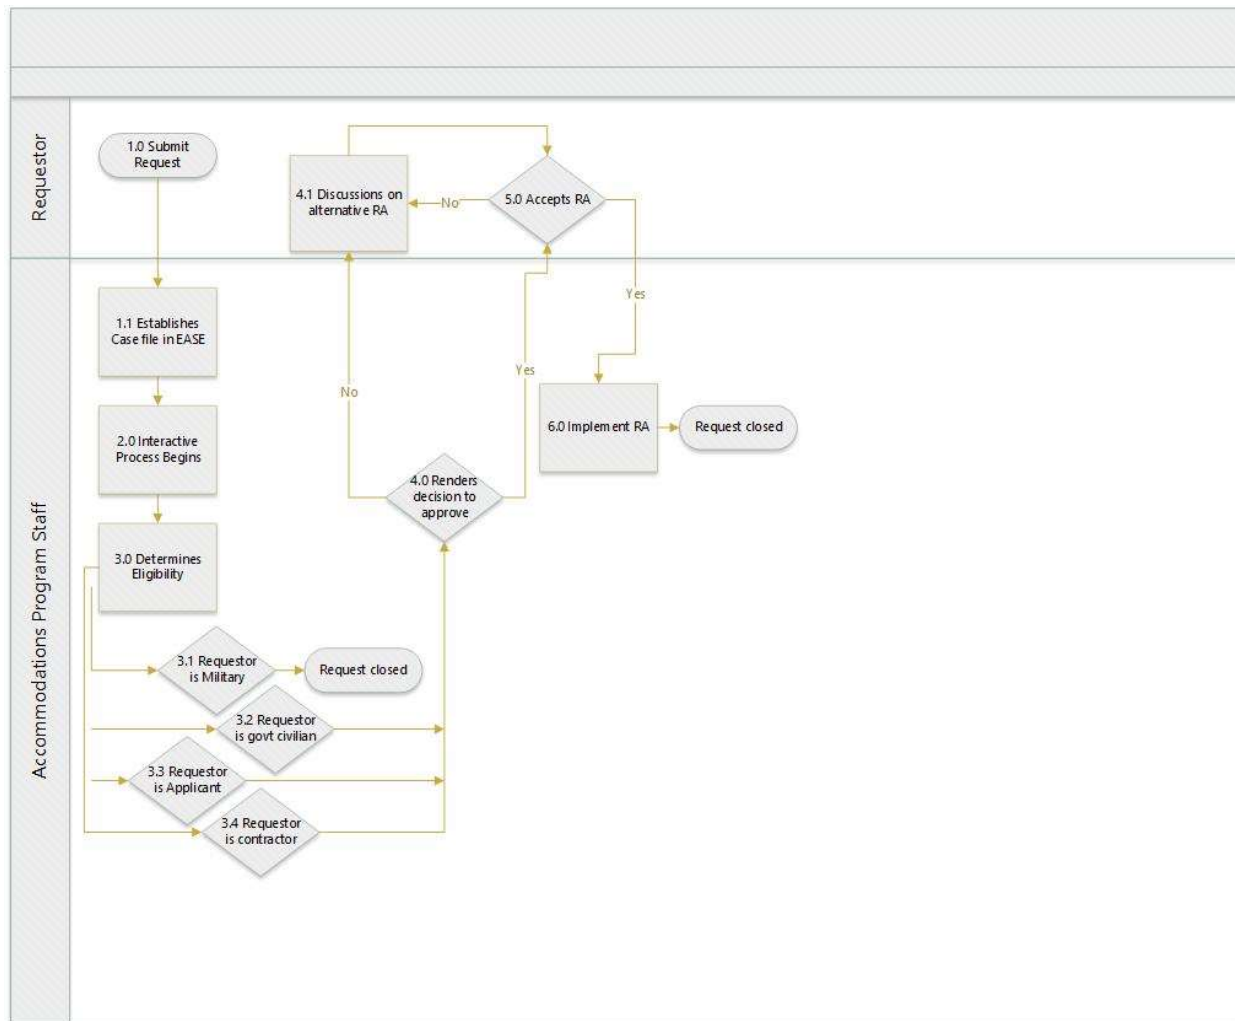 Requestor
1.0 Submit
Request
4.1 Discussions on
alternative RA
No
5.0 Accepts RA
Accommodations Program Staff
1.1 Establishes
Case file in EASE
Yes
Yes
No
2.0 Interactive
Process Begins
6.0 Implement RA
Request closed
4.0 Renders
decision to
approve
3.0 Determines
Eligibility
3.1 Requestor
is Military
Request closed
3.2 Requestor
is govt civilian
3.3 Requestor
is Applicant
3.4 Requestor
is contractor